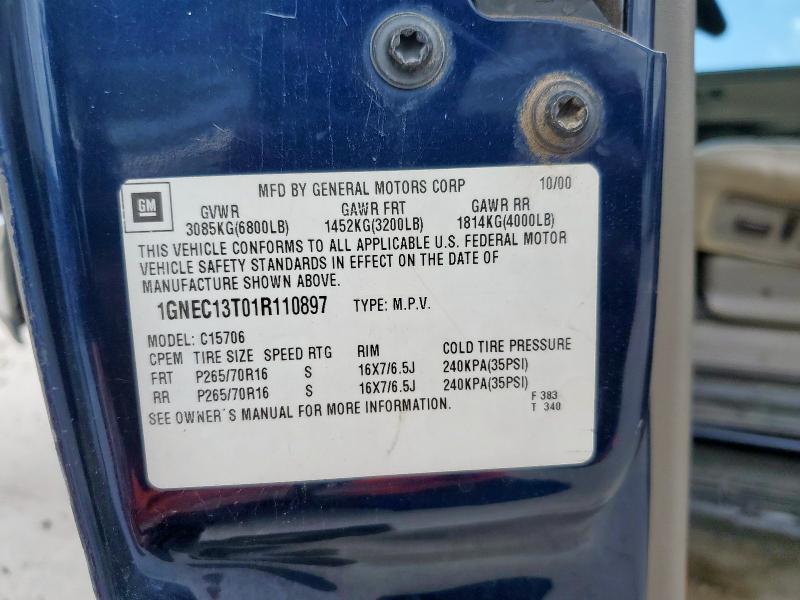 MFD BY GENERAL MOTORS CORP 10/00
GM
GVWR GAWR FRT GAWR RR
3085KG(6800LB) 1452KG(3200LB) 1814KG(4000LB)
THIS VEHICLE CONFORMS TO ALL APPLICABLE U.S. FEDERAL MOTOR
VEHICLE SAFETY STANDARDS IN EFFECT ON THE DATE OF
MANUFACTURE SHOWN ABOVE.
1GNEC13T01R110897 TYPE: M.P.V.
MODEL: C15706
CPEM TIRE SIZE SPEED RTG RIM COLD TIRE PRESSURE
FRT P265/70R16 S 16X7/6.5J 240KPA(35PSI)
RR P265/70R16 S 16X7/6.5J 240KPA(35PSI)
SEE OWNER'S MANUAL FOR MORE INFORMATION.
F 383
T 340